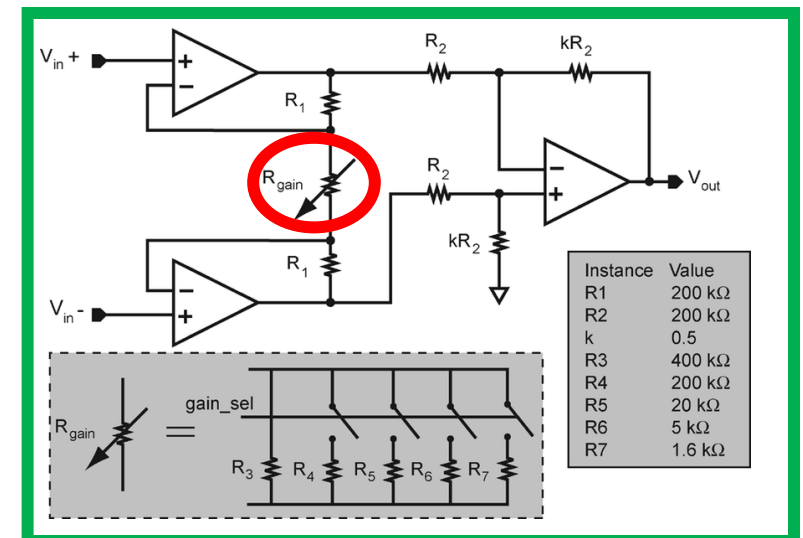 R₂
kR₂
Vin +
+
−
R₁
Rgain
R₂
−
+
Vout
kR₂
R₁
−
+
Vin -
Instance Value
R1 200 kΩ
R2 200 kΩ
k 0.5
R3 400 kΩ
R4 200 kΩ
R5 20 kΩ
R6 5 kΩ
R7 1.6 kΩ
gain_sel
Rgain =
R₃ R₄ R₅ R₆ R₇